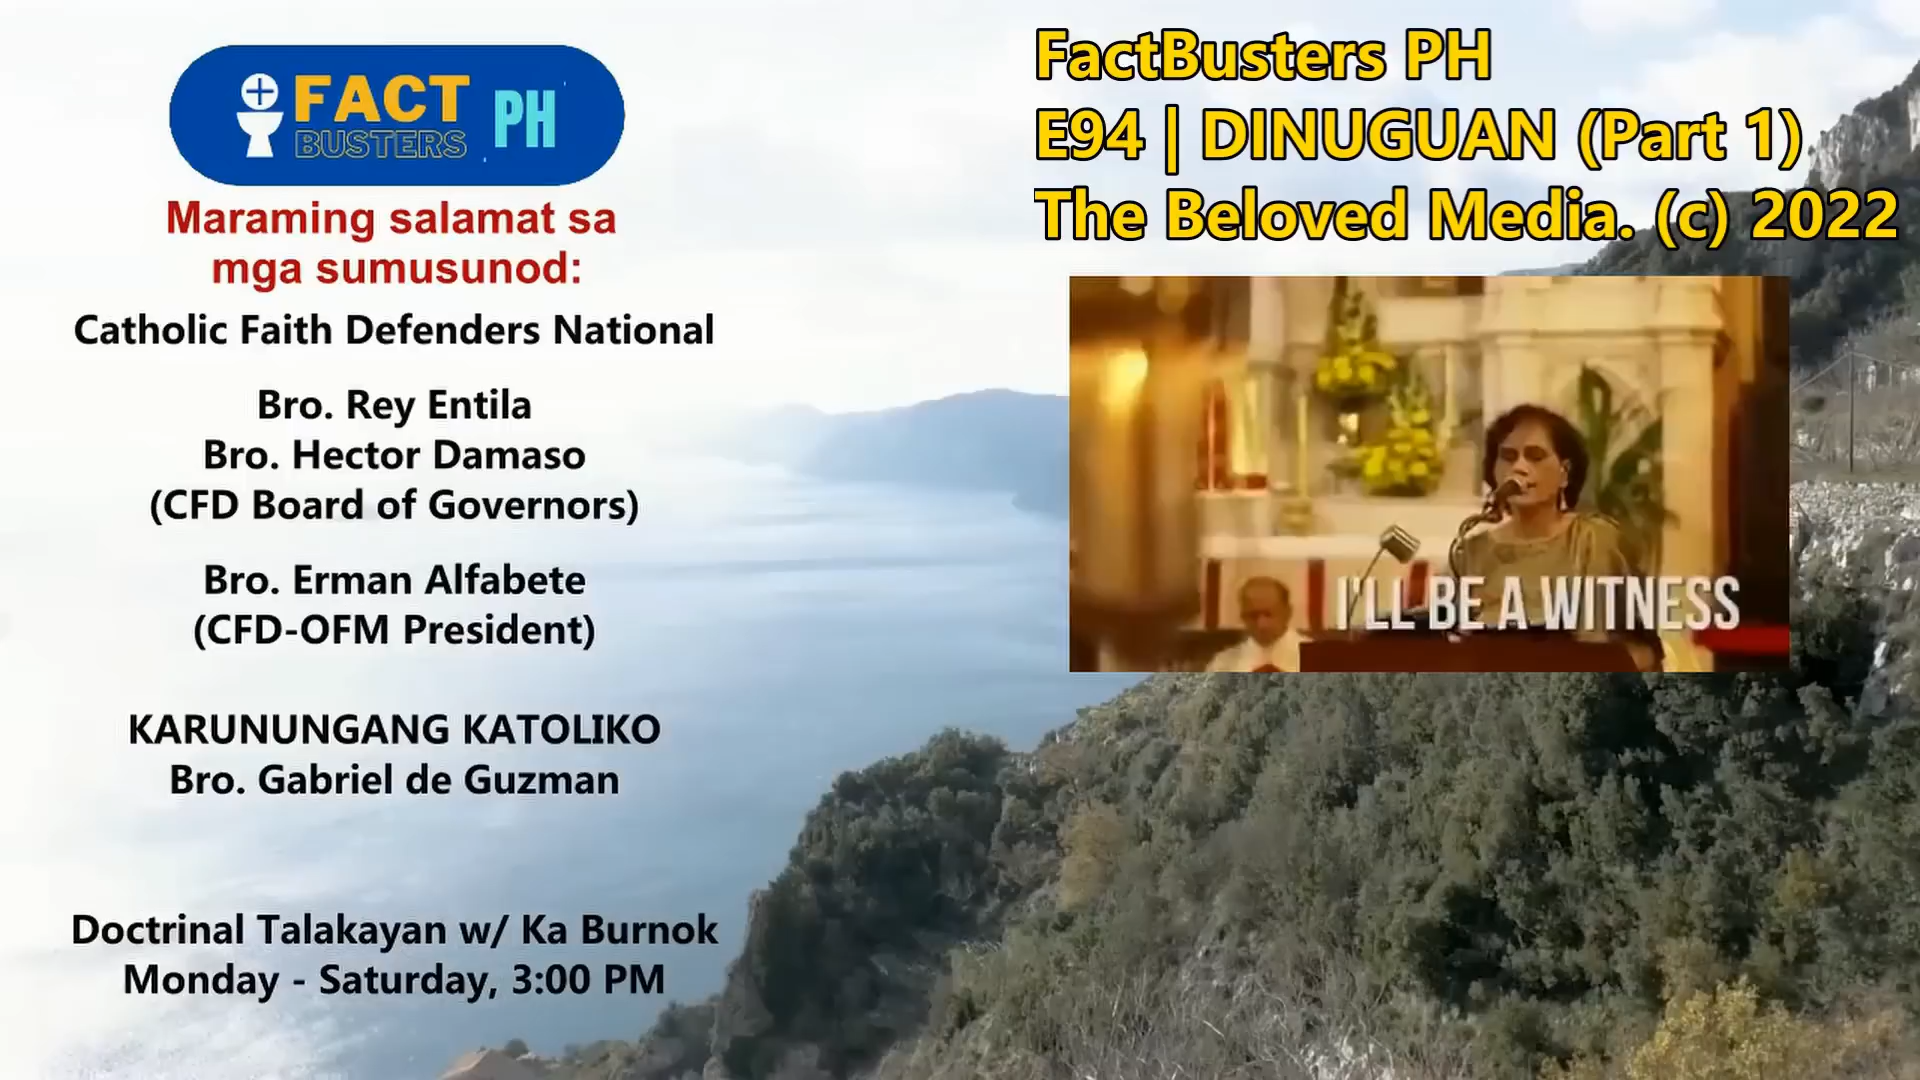 FACT
BUSTERS
PH
Maraming salamat sa
mga sumusunod:
Catholic Faith Defenders National
Bro. Rey Entila
Bro. Hector Damaso
(CFD Board of Governors)
Bro. Erman Alfabete
(CFD-OFM President)
KARUNUNGANG KATOLIKO
Bro. Gabriel de Guzman
Doctrinal Talakayan w/ Ka Burnok
Monday - Saturday, 3:00 PM
FactBusters PH
E94 | DINUGUAN (Part 1)
The Beloved Media. (c) 2022
I'LL BE A WITNESS